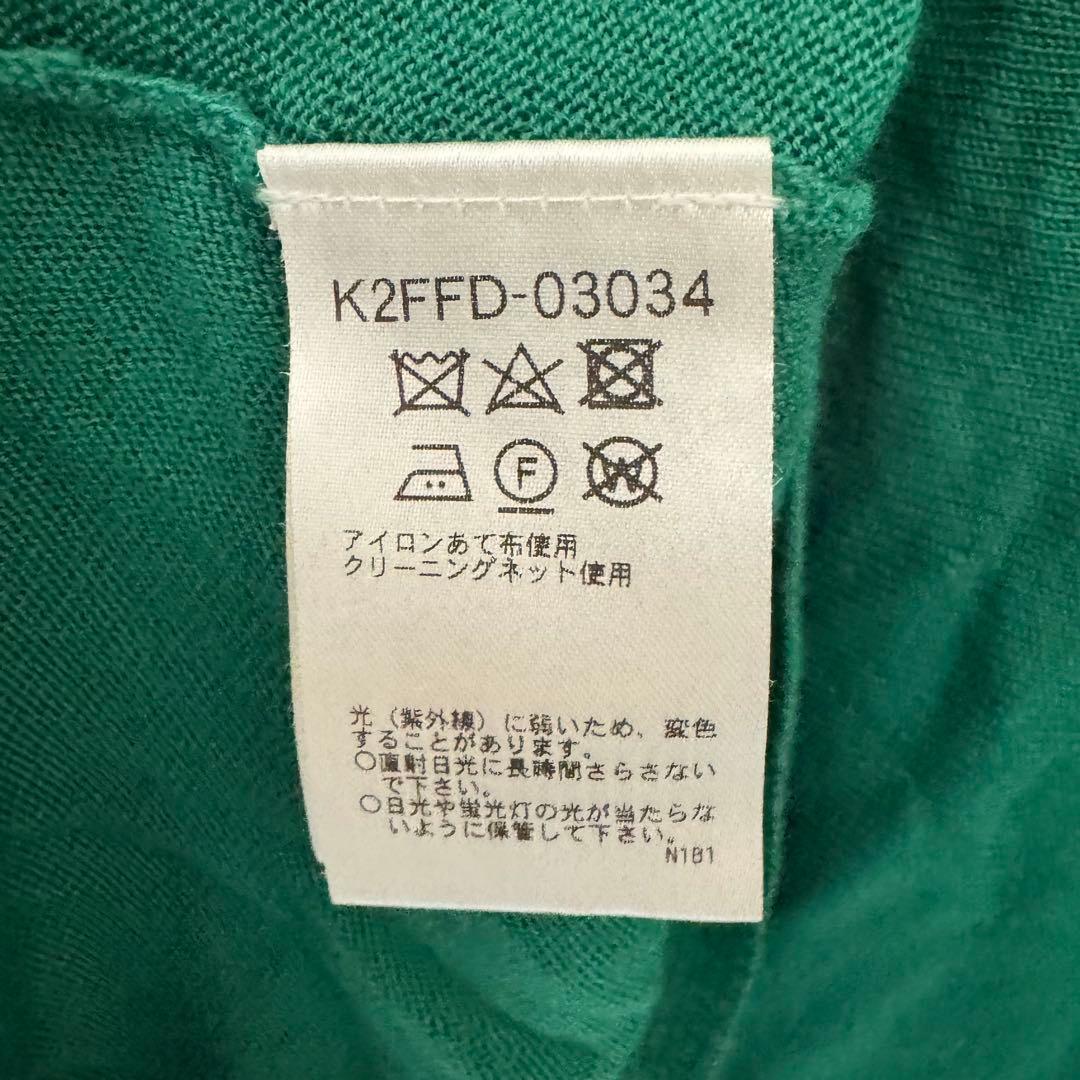 K2FFD-03034
F
W
アイロンあて布使用
クリーニングネット使用
光（紫外線）に弱いため、変色
することがあります。
○直射日光に長時間さらさない
で下さい。
○日光や蛍光灯の光が当たらな
いように保管して下さい。
N1B1